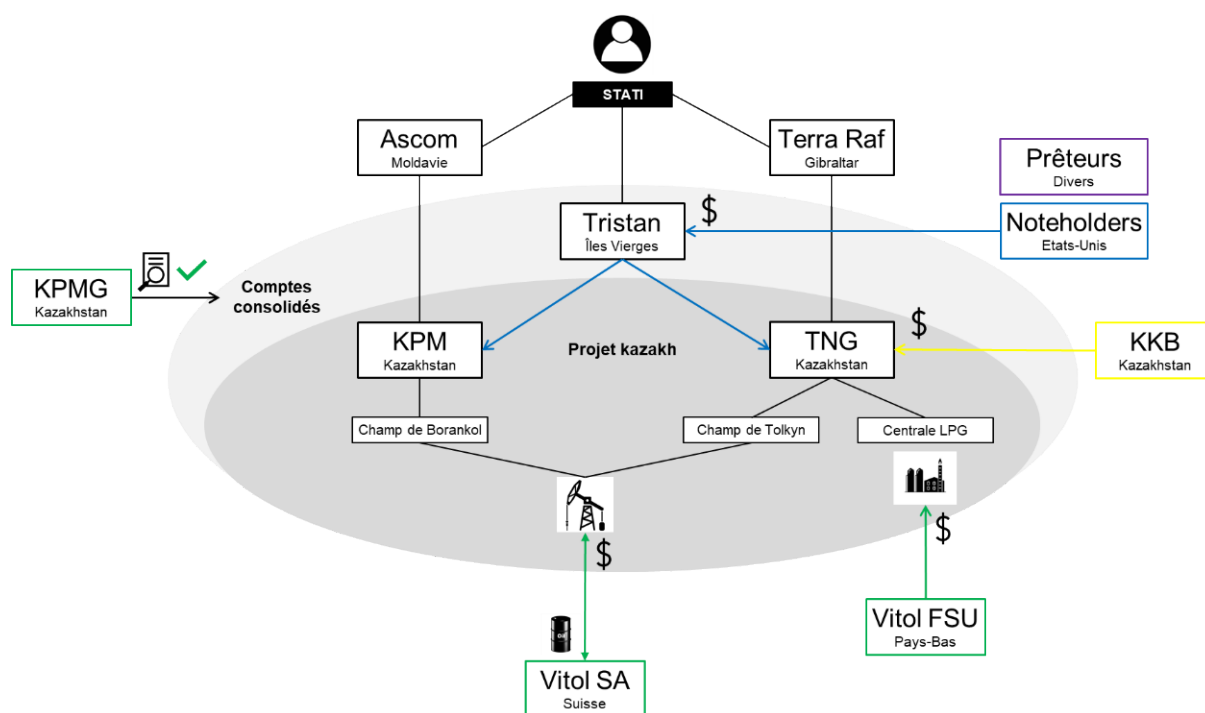 STATI
Ascom
Moldavie
Terra Raf
Gibraltar
Prêteurs
Divers
Tristan
Îles Vierges
$
Noteholders
Etats-Unis
KPMG
Kazakhstan
Comptes
consolidés
KPM
Kazakhstan
Projet kazakh
TNG
Kazakhstan
$
KKB
Kazakhstan
Champ de Borankol
Champ de Tolkyn
Centrale LPG
$
$
Vitol FSU
Pays-Bas
Vitol SA
Suisse